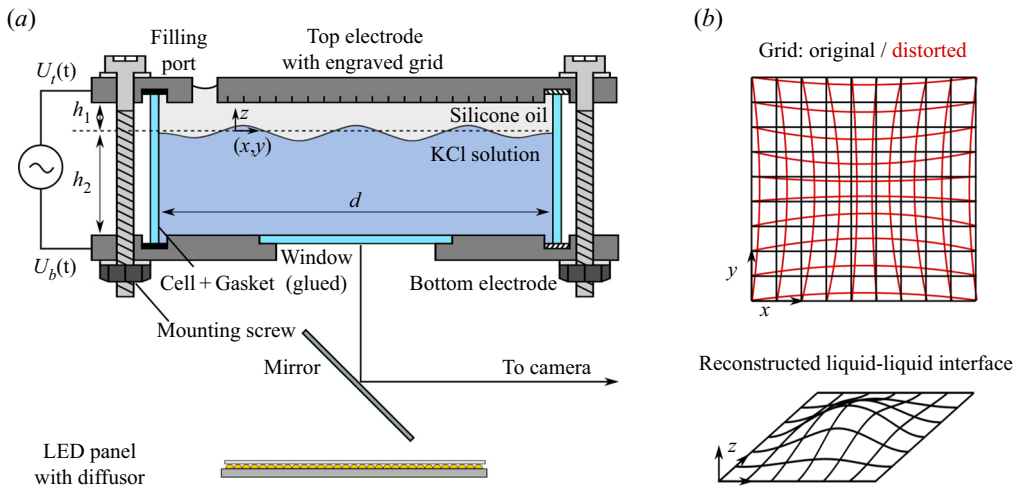 (a)
Filling
port
Top electrode
with engraved grid
U_t(t)
h_1
z
Silicone oil
(x,y)
KCl solution
h_2
d
U_b(t)
Window
(glued)
Cell + Gasket
Bottom electrode
Mounting screw
Mirror
To camera
LED panel
with diffusor
(b)
Grid: original / distorted
y
x
Reconstructed liquid-liquid interface
z